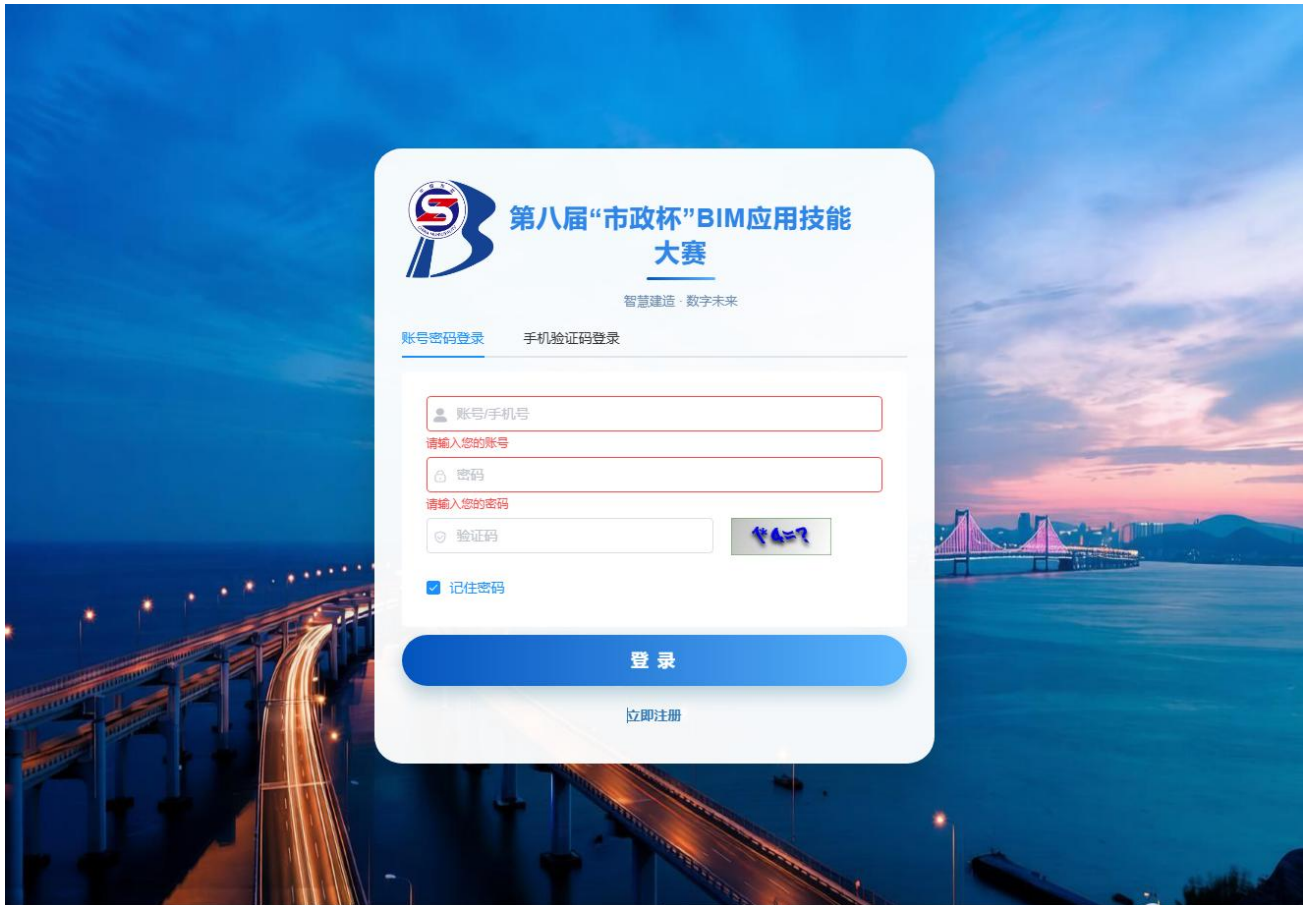 第八届“市政杯”BIM应用技能
大赛
智慧建造 · 数字未来
账号密码登录 手机验证码登录
账号/手机号
请输入您的账号
密码
请输入您的密码
验证码
记住密码
登 录
立即注册